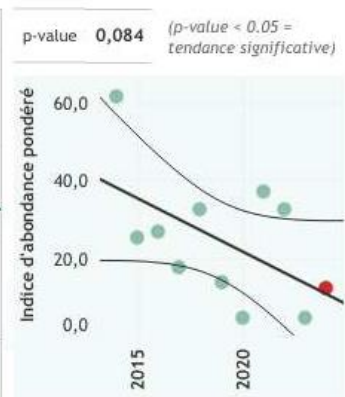 p-value 0,084 (p-value < 0.05 =
tendance significative)
Indice d'abondance pondéré
60,0
40,0
20,0
0,0
2015
2020